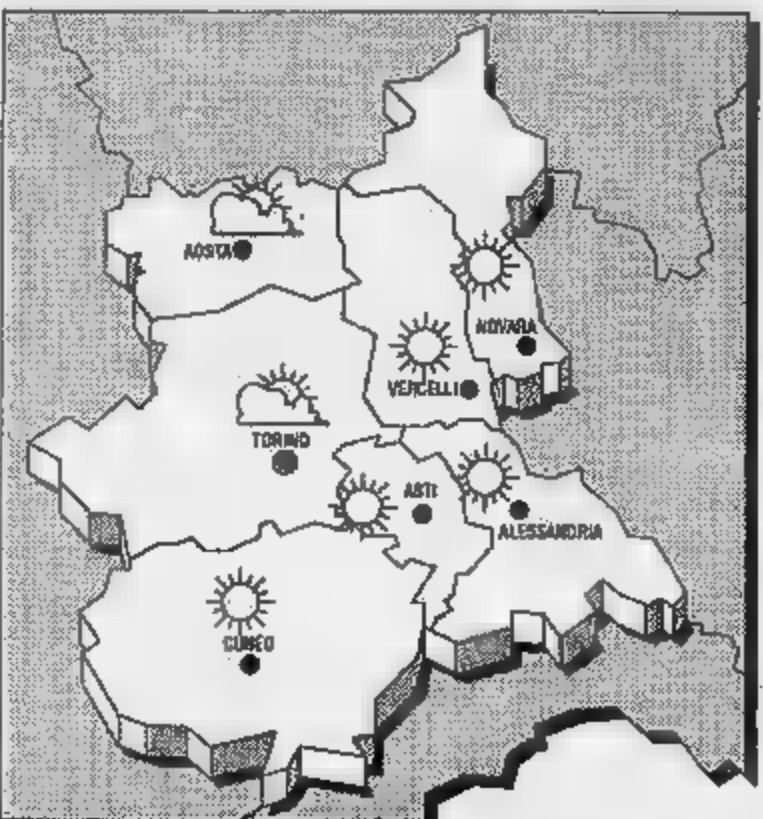 AOSTA
NOVARA
VERCELLI
TORINO
ASTI
ALESSANDRIA
CUNEO